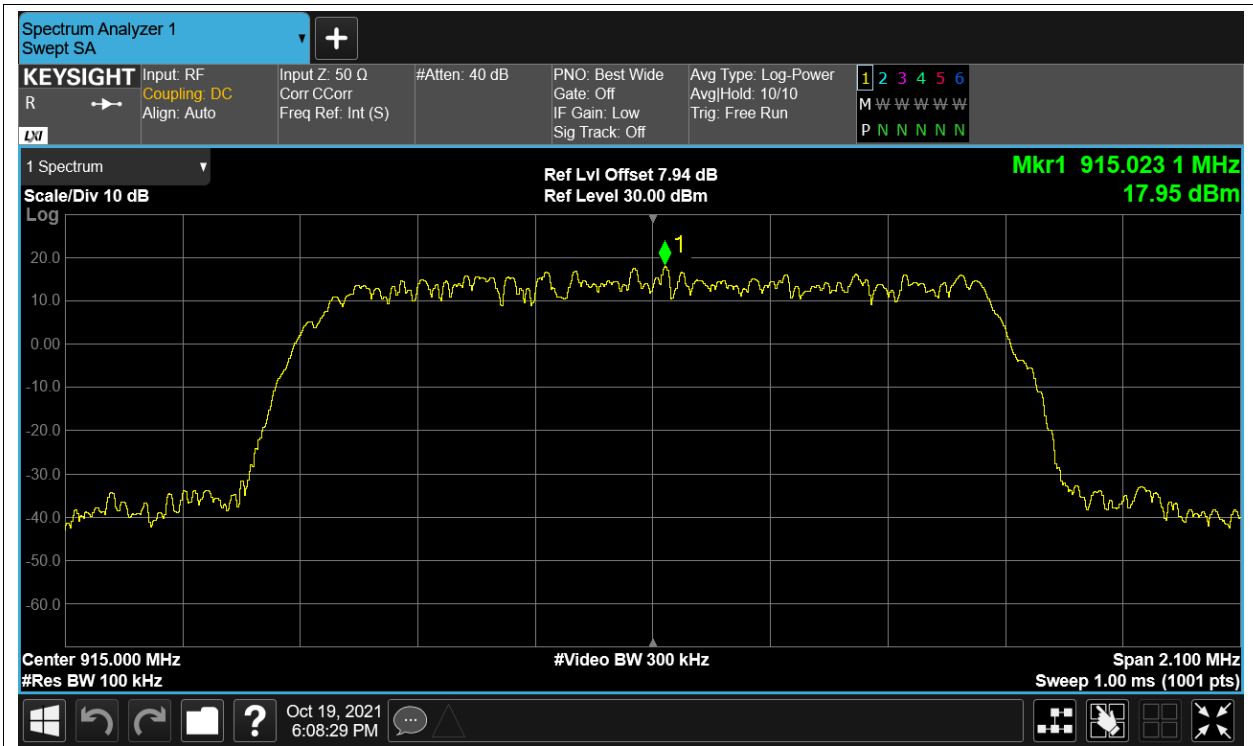 Spectrum Analyzer 1
Swept SA
KEYSIGHT
R
LXI
Input: RF
Coupling: DC
Align: Auto
Input Z: 50 Ω
Corr CCorr
Freq Ref: Int (S)
#Atten: 40 dB
PNO: Best Wide
Gate: Off
IF Gain: Low
Sig Track: Off
Avg Type: Log-Power
Avg|Hold: 10/10
Trig: Free Run
1 2 3 4 5 6
M W W W W W
P N N N N N
1 Spectrum
Scale/Div 10 dB
Log
Ref Lvl Offset 7.94 dB
Ref Level 30.00 dBm
Mkr1 915.023 1 MHz
17.95 dBm
1
20.0
10.0
0.00
-10.0
-20.0
-30.0
-40.0
-50.0
-60.0
Center 915.000 MHz
#Video BW 300 kHz
Span 2.100 MHz
#Res BW 100 kHz
Sweep 1.00 ms (1001 pts)
?
Oct 19, 2021
6:08:29 PM